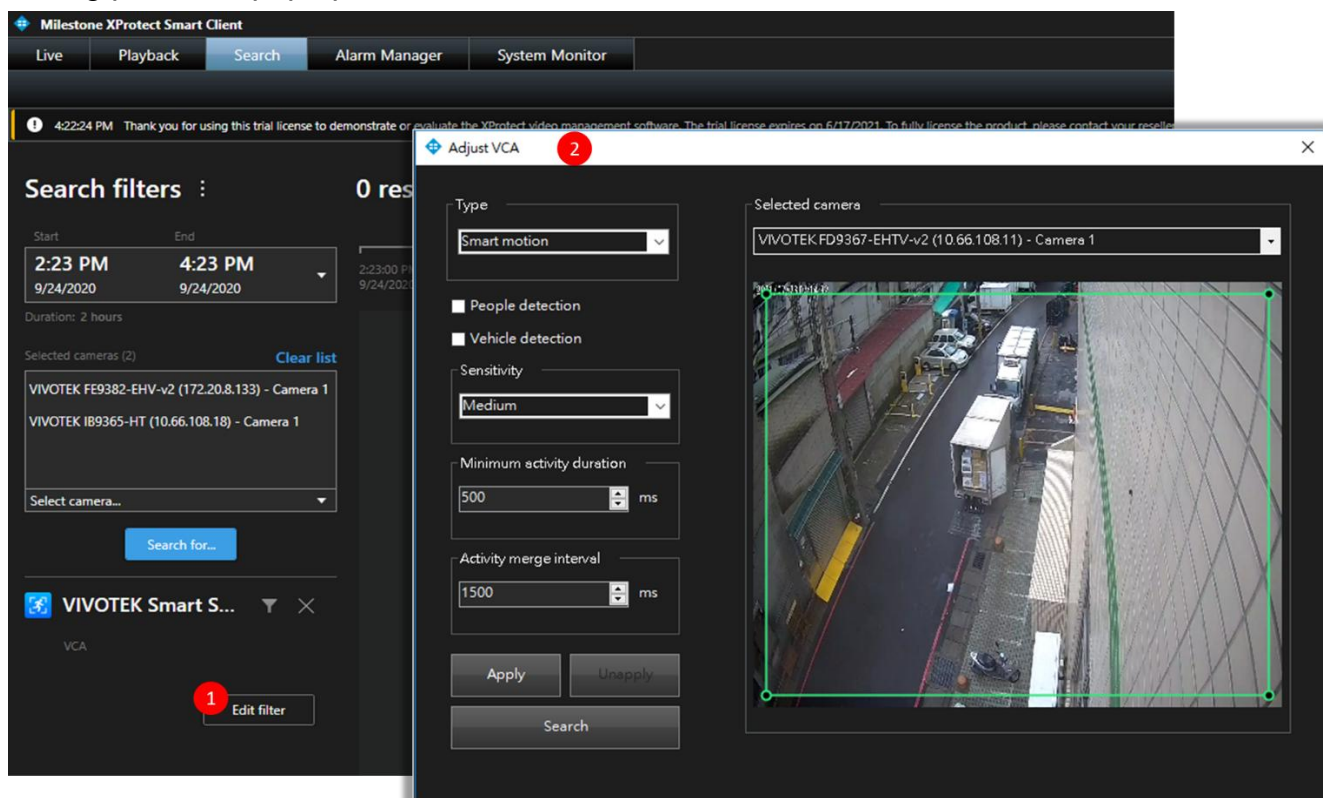 Milestone XProtect Smart Client
Live Playback Search Alarm Manager System Monitor
4:22:24 PM Thank you for using this trial license to demonstrate or evaluate the XProtect video management software. The trial license expires on 6/17/2021. To fully license the product, please contact your reseller
Search filters
0 res
Start End
2:23 PM 4:23 PM
9/24/2020 9/24/2020
Duration: 2 hours
2:23:00 PM
9/24/202
Selected cameras (2) Clear list
VIVOTEK FE9382-EHV-v2 (172.20.8.133) - Camera 1
VIVOTEK IB9365-HT (10.66.108.18) - Camera 1
Select camera...
Search for...
VIVOTEK Smart S...
VCA
1
Edit filter
Adjust VCA 2
Type
Smart motion
People detection
Vehicle detection
Sensitivity
Medium
Minimum activity duration
500 ms
Activity merge interval
1500 ms
Apply Unapply
Search
Selected camera
VIVOTEK FD9367-EHTV-v2 (10.66.108.11) - Camera 1